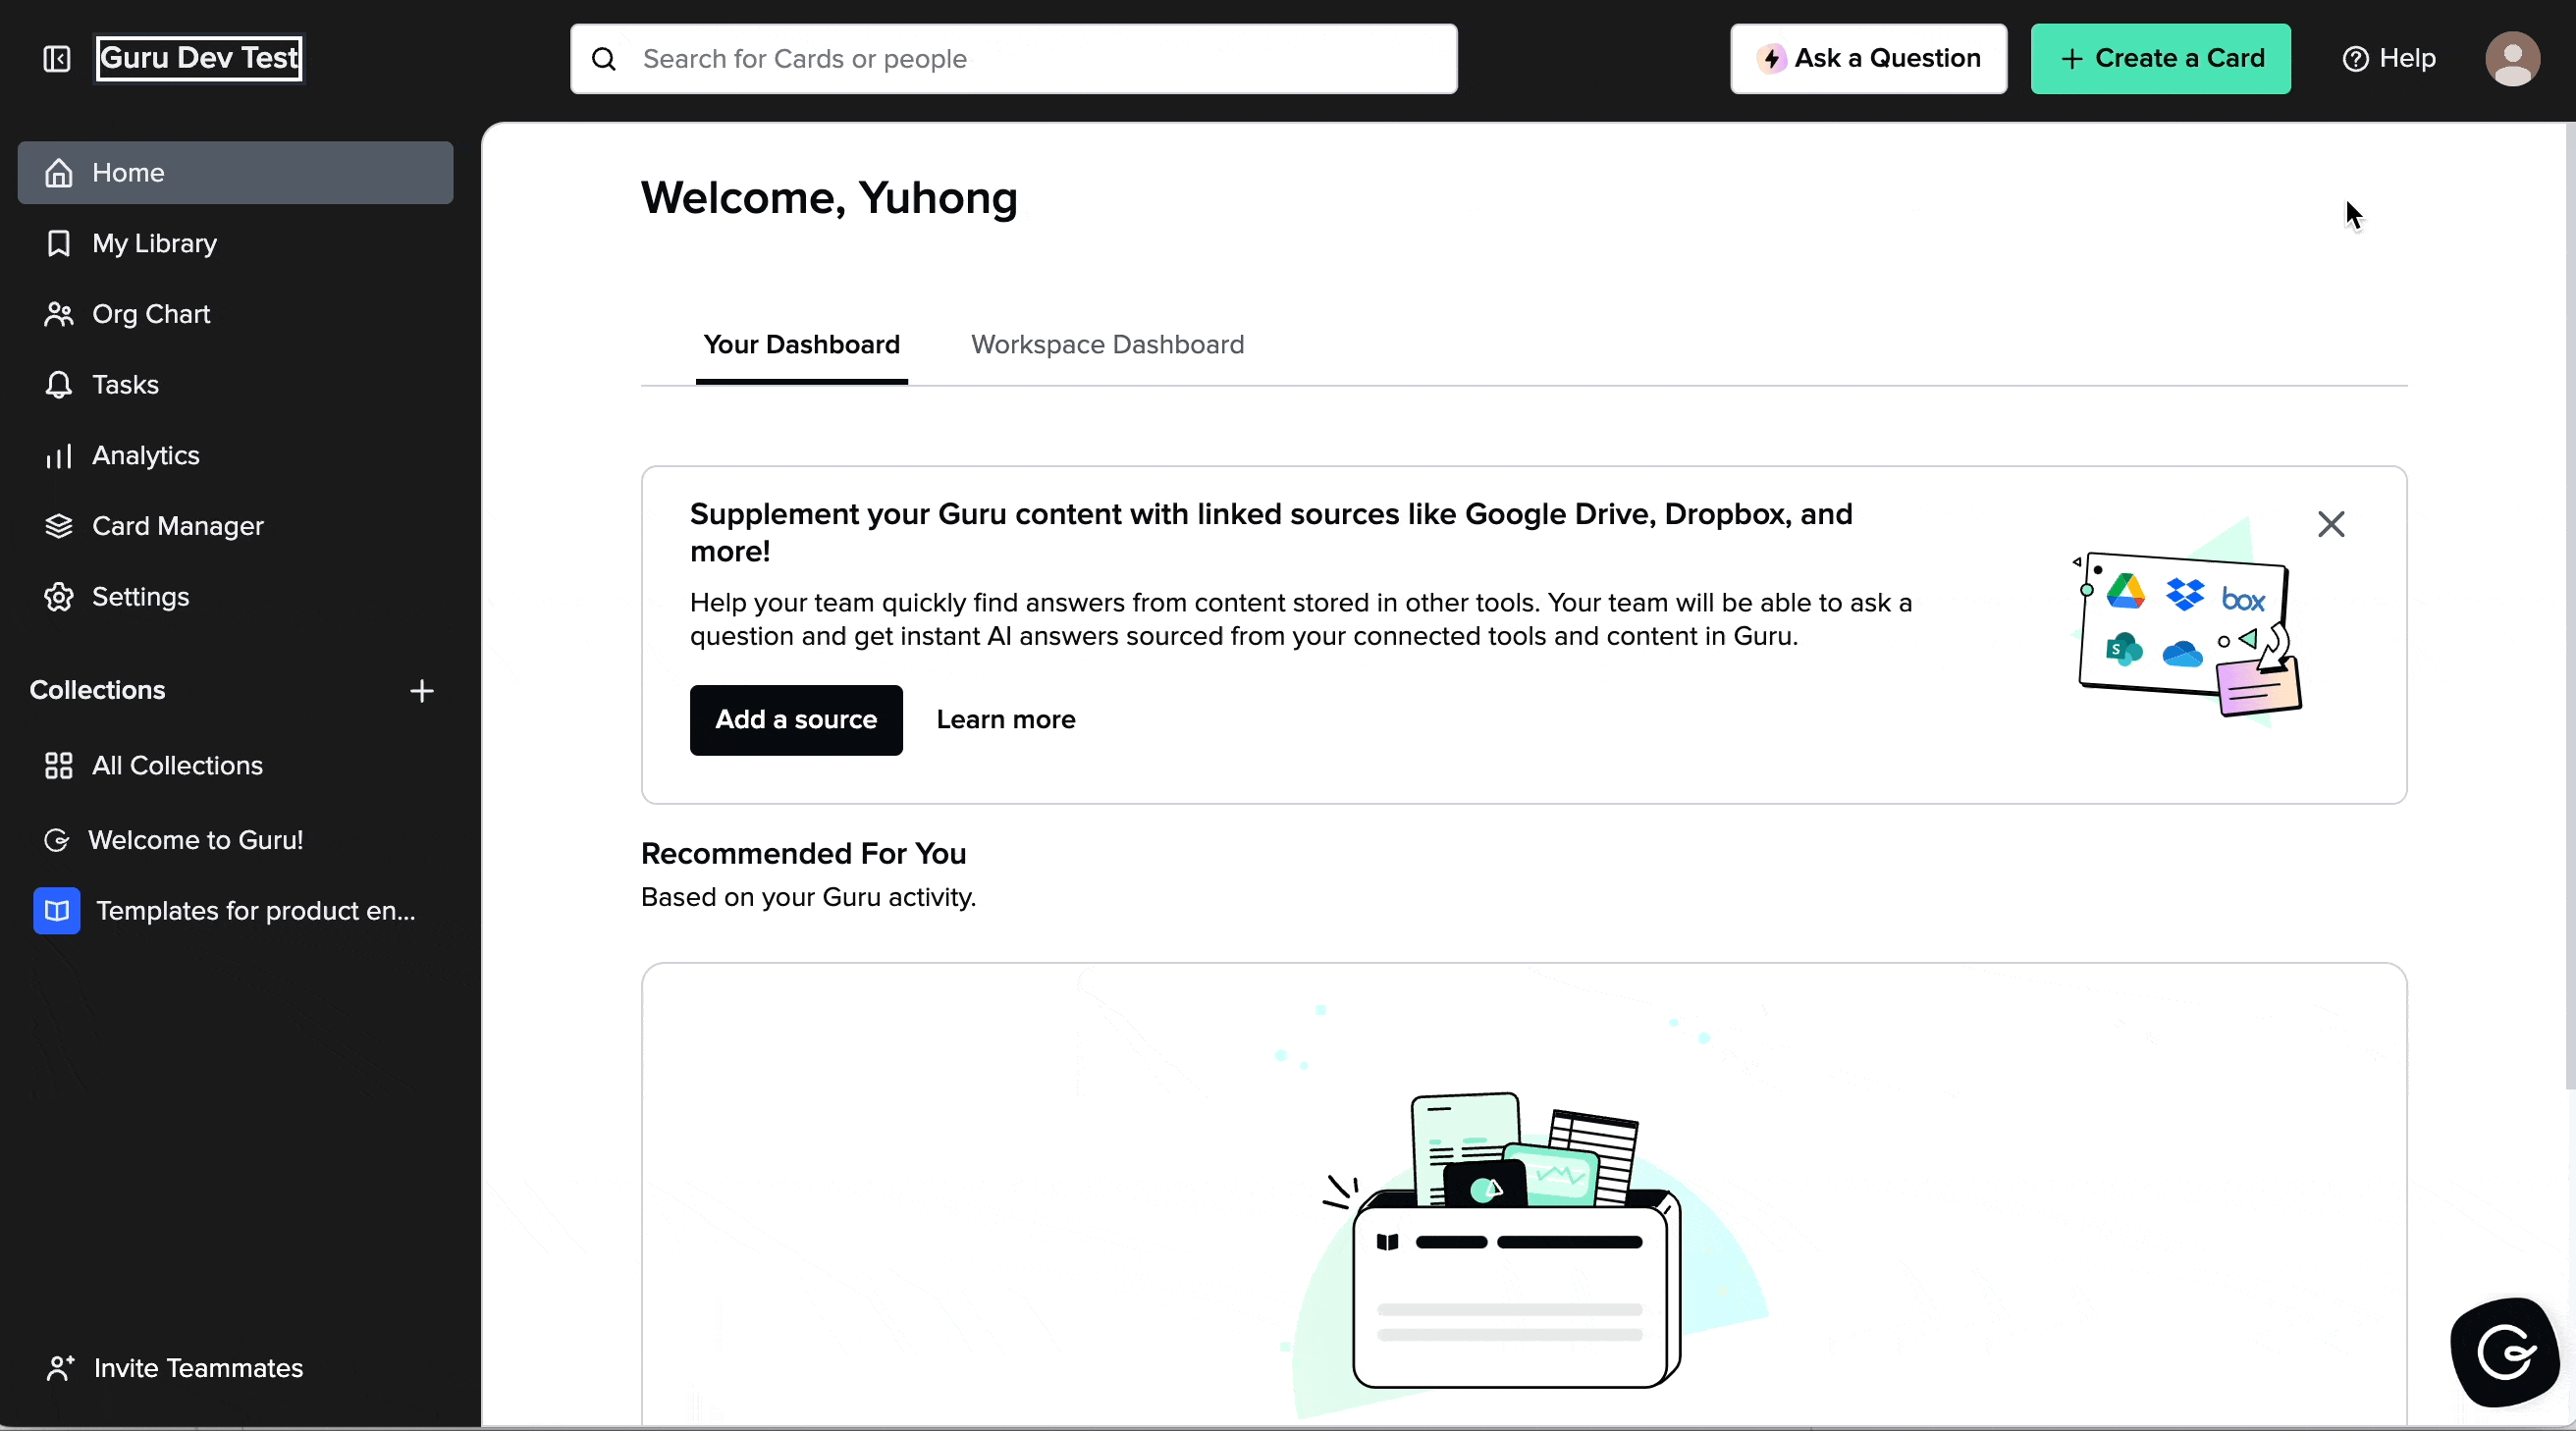 Guru Dev Test
Search for Cards or people
Ask a Question
Create a Card
Help
Home
My Library
Org Chart
Tasks
Analytics
Card Manager
Settings
Collections
All Collections
Welcome to Guru!
Templates for product en...
Invite Teammates
Welcome, Yuhong
Your Dashboard
Workspace Dashboard
Supplement your Guru content with linked sources like Google Drive, Dropbox, and
more!
Help your team quickly find answers from content stored in other tools. Your team will be able to ask a
question and get instant AI answers sourced from your connected tools and content in Guru.
Add a source
Learn more
box
S
Recommended For You
Based on your Guru activity.